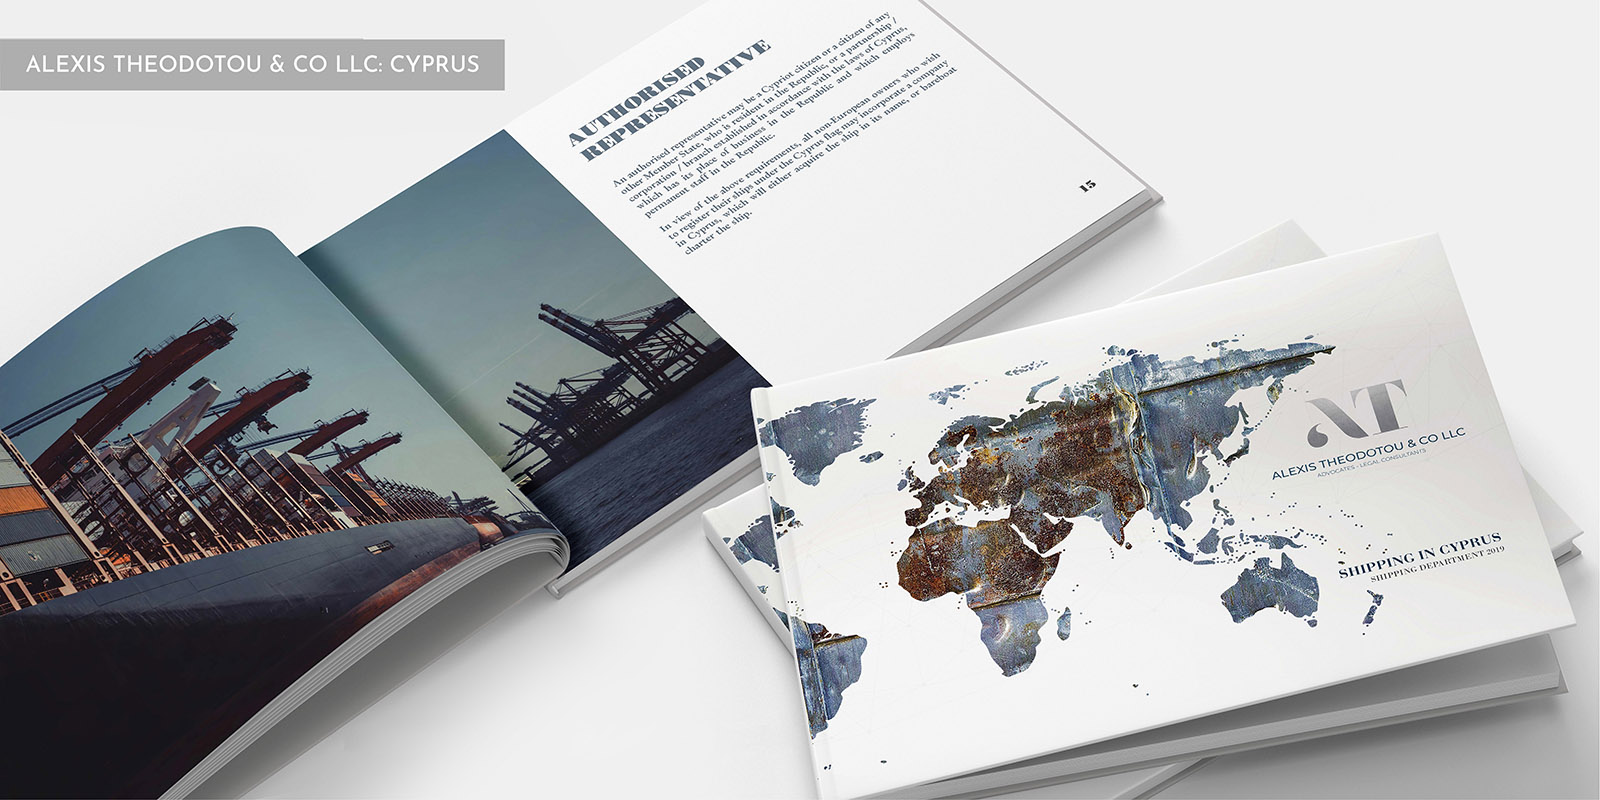 ALEXIS THEODOTOU & CO LLC: CYPRUS
AUTHORISED
REPRESENTATIVE
An authorised representative may be a Cypriot citizen or a citizen of any
other Member State, who is resident in the Republic, or a partnership /
corporation / branch established in accordance with the laws of Cyprus,
which has its place of business in the Republic and which employs
permanent staff in the Republic.
In view of the above requirements, all non-European owners who wish
to register their ships under the Cyprus flag may incorporate a company
in Cyprus, which will either acquire the ship in its name, or bareboat
charter the ship.
15
AT
ALEXIS THEODOTOU & CO LLC
ADVOCATES - LEGAL CONSULTANTS
SHIPPING IN CYPRUS
SHIPPING DEPARTMENT 2019